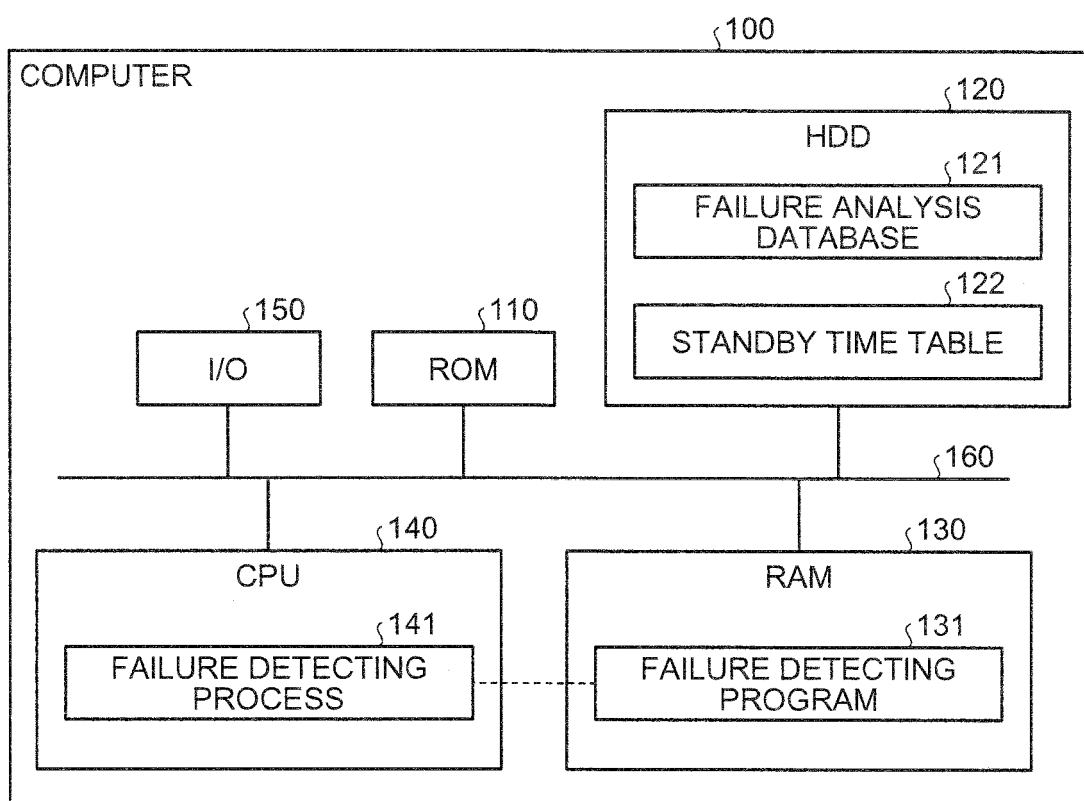 100
COMPUTER
120
HDD
121
FAILURE ANALYSIS
DATABASE
122
STANDBY TIME TABLE
150
I/O
110
ROM
160
140
CPU
141
FAILURE DETECTING
PROCESS
130
RAM
131
FAILURE DETECTING
PROGRAM